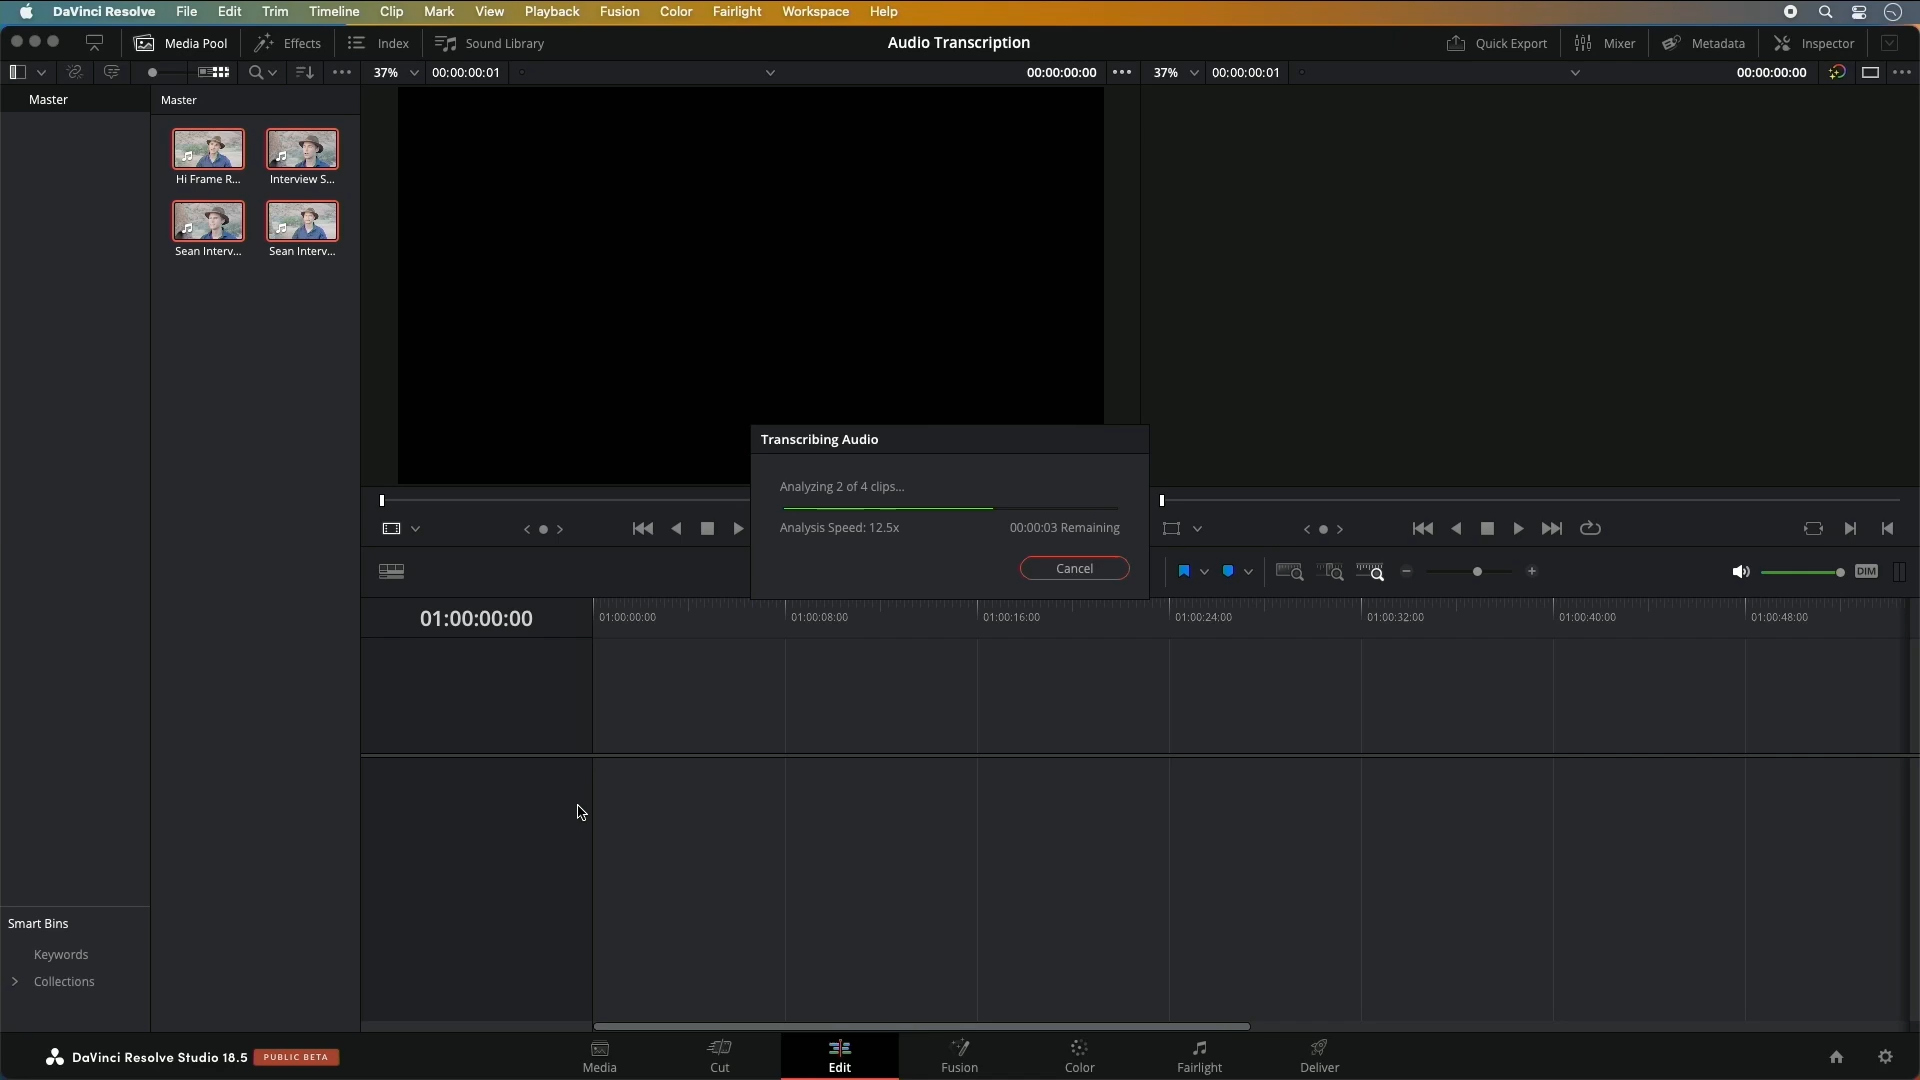 DaVinci Resolve File Edit Trim Timeline Clip Mark View Playback Fusion Color Fairlight Workspace Help
Media Pool Effects Index Sound Library Audio Transcription Quick Export Mixer Metadata Inspector
37% 00:00:00:01 00:00:00:00 37% 00:00:00:01 00:00:00:00
Master
Master
Hi Frame R... Interview S...
Sean Interv... Sean Interv...
Transcribing Audio
Analyzing 2 of 4 clips...
Analysis Speed: 12.5x 00:00:03 Remaining
Cancel
DIM
01:00:00:00
01:00:00:00 01:00:08:00 01:00:16:00 01:00:24:00 01:00:32:00 01:00:40:00 01:00:48:00
Smart Bins
Keywords
Collections
DaVinci Resolve Studio 18.5 PUBLIC BETA
Media Cut Edit Fusion Color Fairlight Deliver